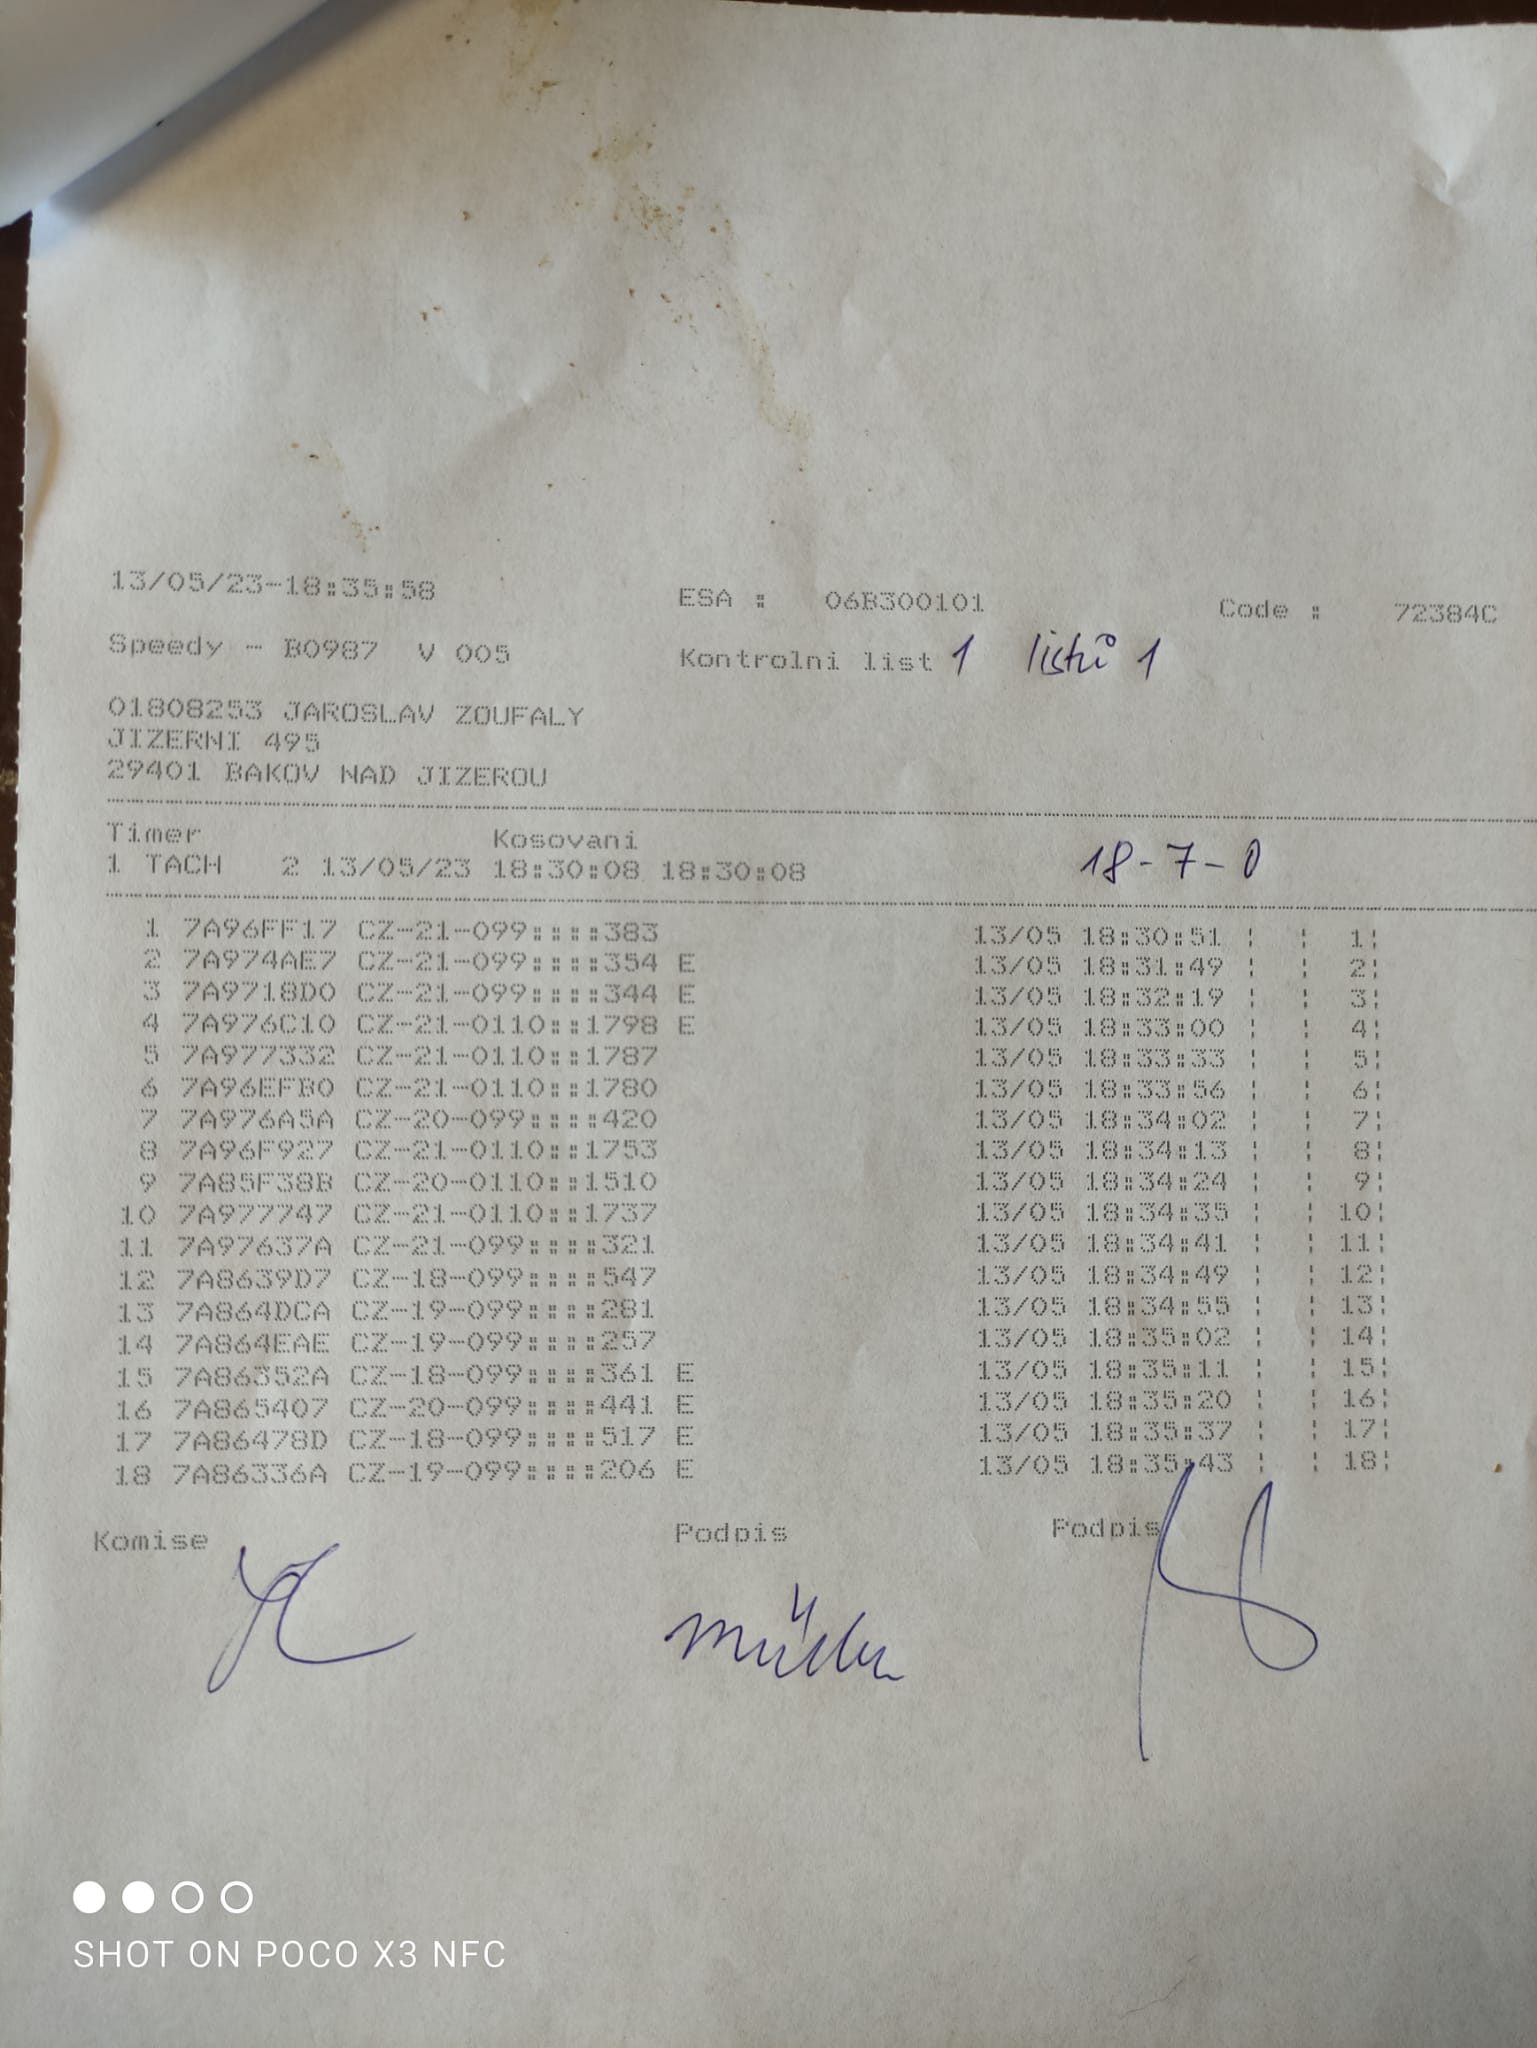 13/05/23-18:35:58 ESA : 06B300101 Code : 72384C
Speedy - B0987 V 005 Kontrolni list 1 listů 1
01808253 JAROSLAV ZOUFALY
JIZERNI 495
29401 BAKOV NAD JIZEROU
Timer Kosovani
1 TACH 2 13/05/23 18:30:08 18:30:08 18-7-0
1 7A96FF17 CZ-21-099::::383 13/05 18:30:51 ¦ ¦ 1¦
2 7A974AE7 CZ-21-099::::354 E 13/05 18:31:49 ¦ ¦ 2¦
3 7A9718D0 CZ-21-099::::344 E 13/05 18:32:19 ¦ ¦ 3¦
4 7A976C10 CZ-21-0110::1798 E 13/05 18:33:00 ¦ ¦ 4¦
5 7A977332 CZ-21-0110::1787 13/05 18:33:33 ¦ ¦ 5¦
6 7A96EFB0 CZ-21-0110::1780 13/05 18:33:56 ¦ ¦ 6¦
7 7A976A5A CZ-20-099::::420 13/05 18:34:02 ¦ ¦ 7¦
8 7A96F927 CZ-21-0110::1753 13/05 18:34:13 ¦ ¦ 8¦
9 7A85F38B CZ-20-0110::1510 13/05 18:34:24 ¦ ¦ 9¦
10 7A977747 CZ-21-0110::1737 13/05 18:34:35 ¦ ¦ 10¦
11 7A97637A CZ-21-099::::321 13/05 18:34:41 ¦ ¦ 11¦
12 7A8639D7 CZ-18-099::::547 13/05 18:34:49 ¦ ¦ 12¦
13 7A864DCA CZ-19-099::::281 13/05 18:34:55 ¦ ¦ 13¦
14 7A864EAE CZ-19-099::::257 13/05 18:35:02 ¦ ¦ 14¦
15 7A86352A CZ-18-099::::361 E 13/05 18:35:11 ¦ ¦ 15¦
16 7A865407 CZ-20-099::::441 E 13/05 18:35:20 ¦ ¦ 16¦
17 7A86478D CZ-18-099::::517 E 13/05 18:35:37 ¦ ¦ 17¦
18 7A86336A CZ-19-099::::206 E 13/05 18:35:43 ¦ ¦ 18¦
Komise Podpis Podpis
SHOT ON POCO X3 NFC